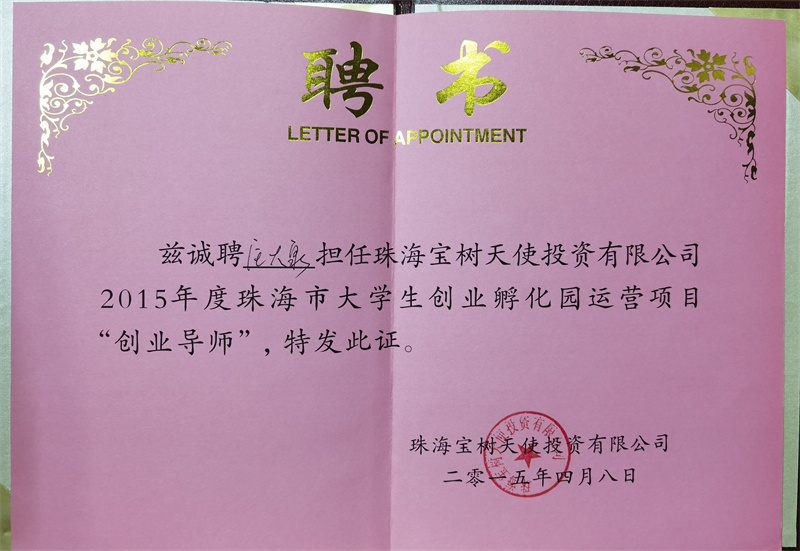 聘书
LETTER OF APPOINTMENT
兹诚聘庄大泉担任珠海宝树天使投资有限公司
2015年度珠海市大学生创业孵化园运营项目
“创业导师”，特发此证。
珠海宝树天使投资有限公司
二零一五年四月八日